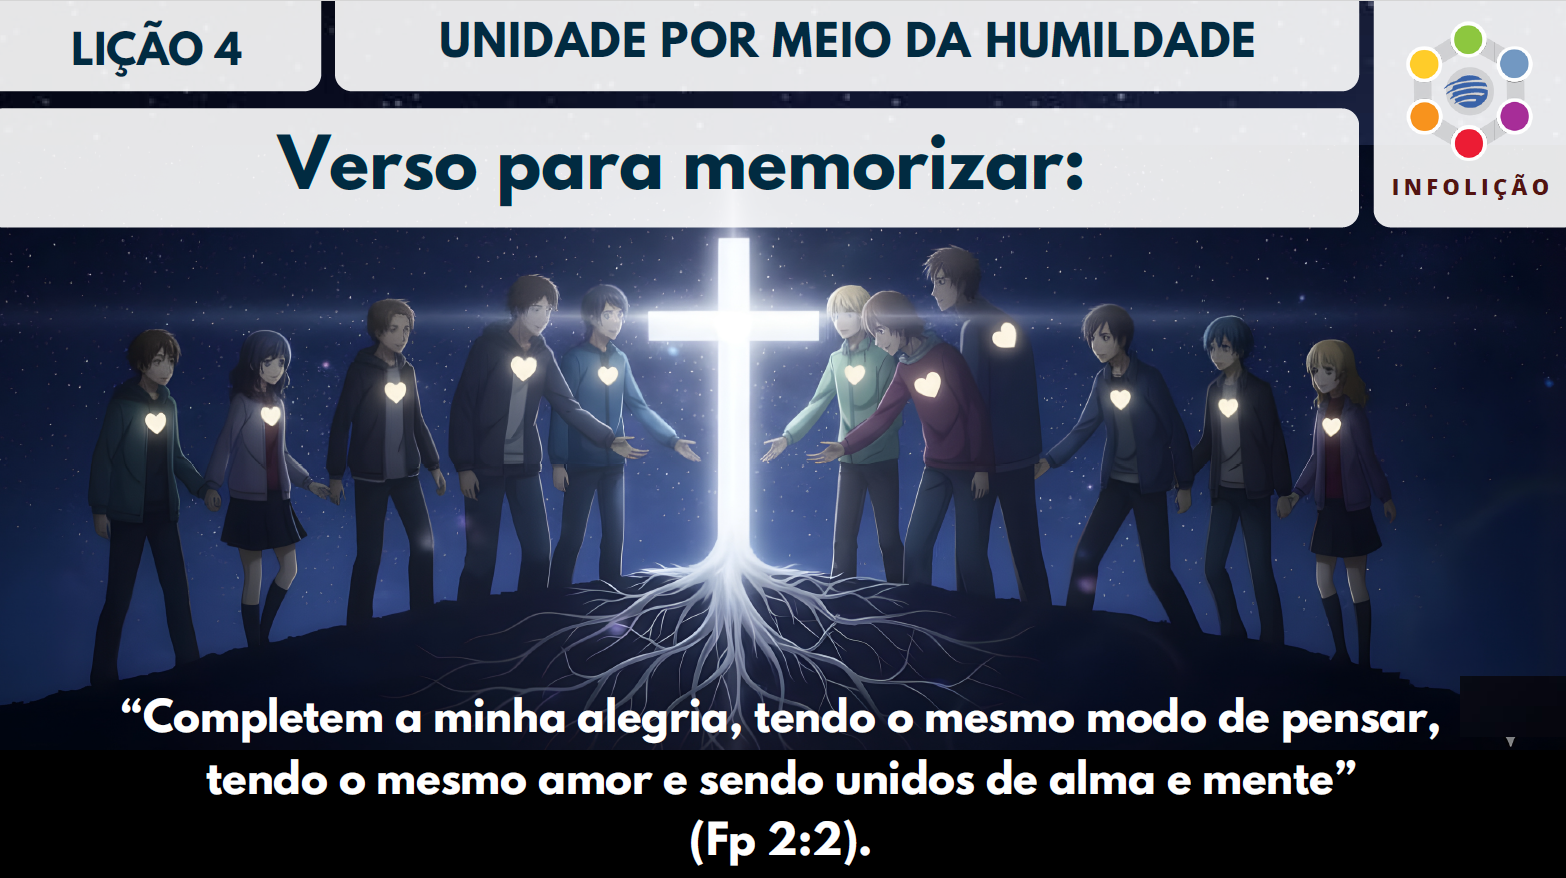 LIÇÃO 4
UNIDADE POR MEIO DA HUMILDADE
INFOLIÇÃO
Verso para memorizar:
“Completem a minha alegria, tendo o mesmo modo de pensar,
tendo o mesmo amor e sendo unidos de alma e mente”
(Fp 2:2).